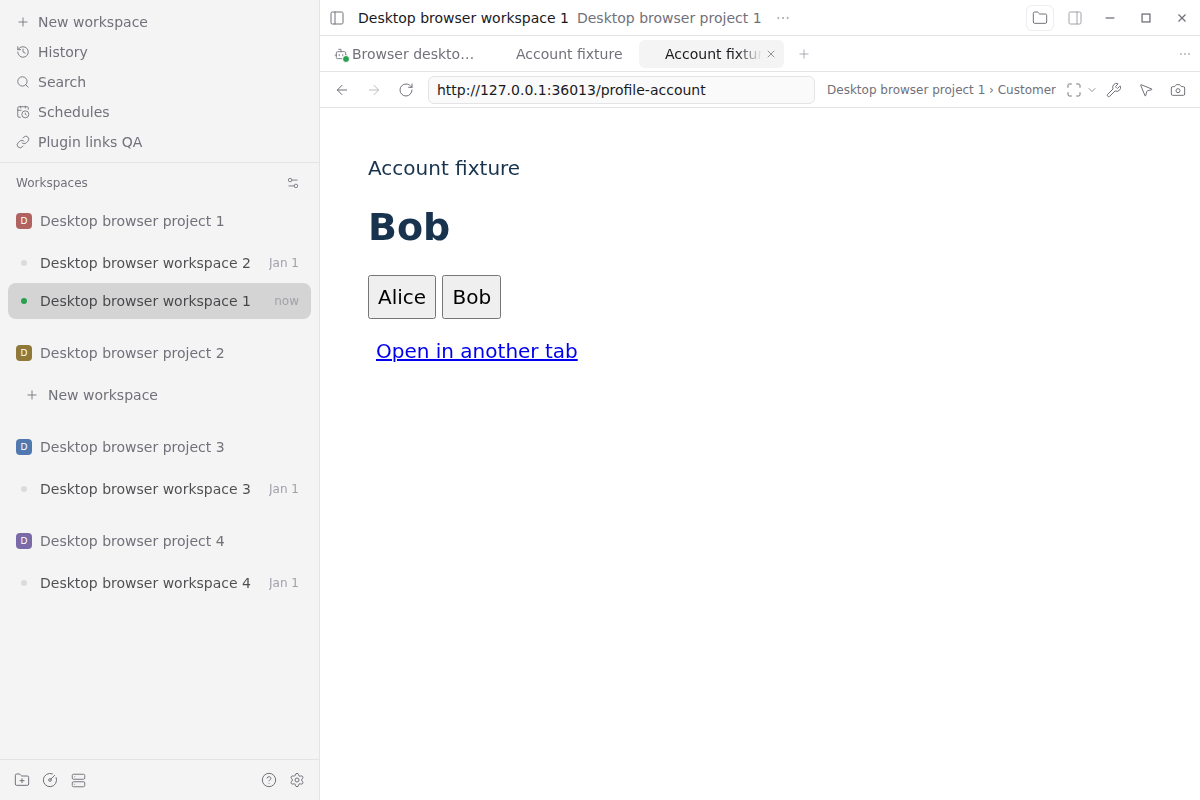 New workspace
History
Search
Schedules
Plugin links QA
Workspaces
D Desktop browser project 1
Desktop browser workspace 2 Jan 1
Desktop browser workspace 1 now
D Desktop browser project 2
New workspace
D Desktop browser project 3
Desktop browser workspace 3 Jan 1
D Desktop browser project 4
Desktop browser workspace 4 Jan 1
Desktop browser workspace 1 Desktop browser project 1
Browser deskto... Account fixture Account fixtur
http://127.0.0.1:36013/profile-account Desktop browser project 1 › Customer
Account fixture
Bob
Alice Bob
Open in another tab